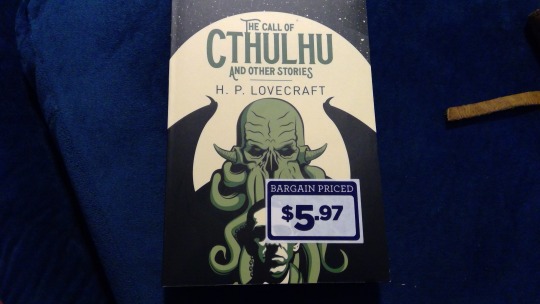 THE CALL OF
CTHULHU
AND OTHER STORIES
H. P. LOVECRAFT
BARGAIN PRICED
$5.97